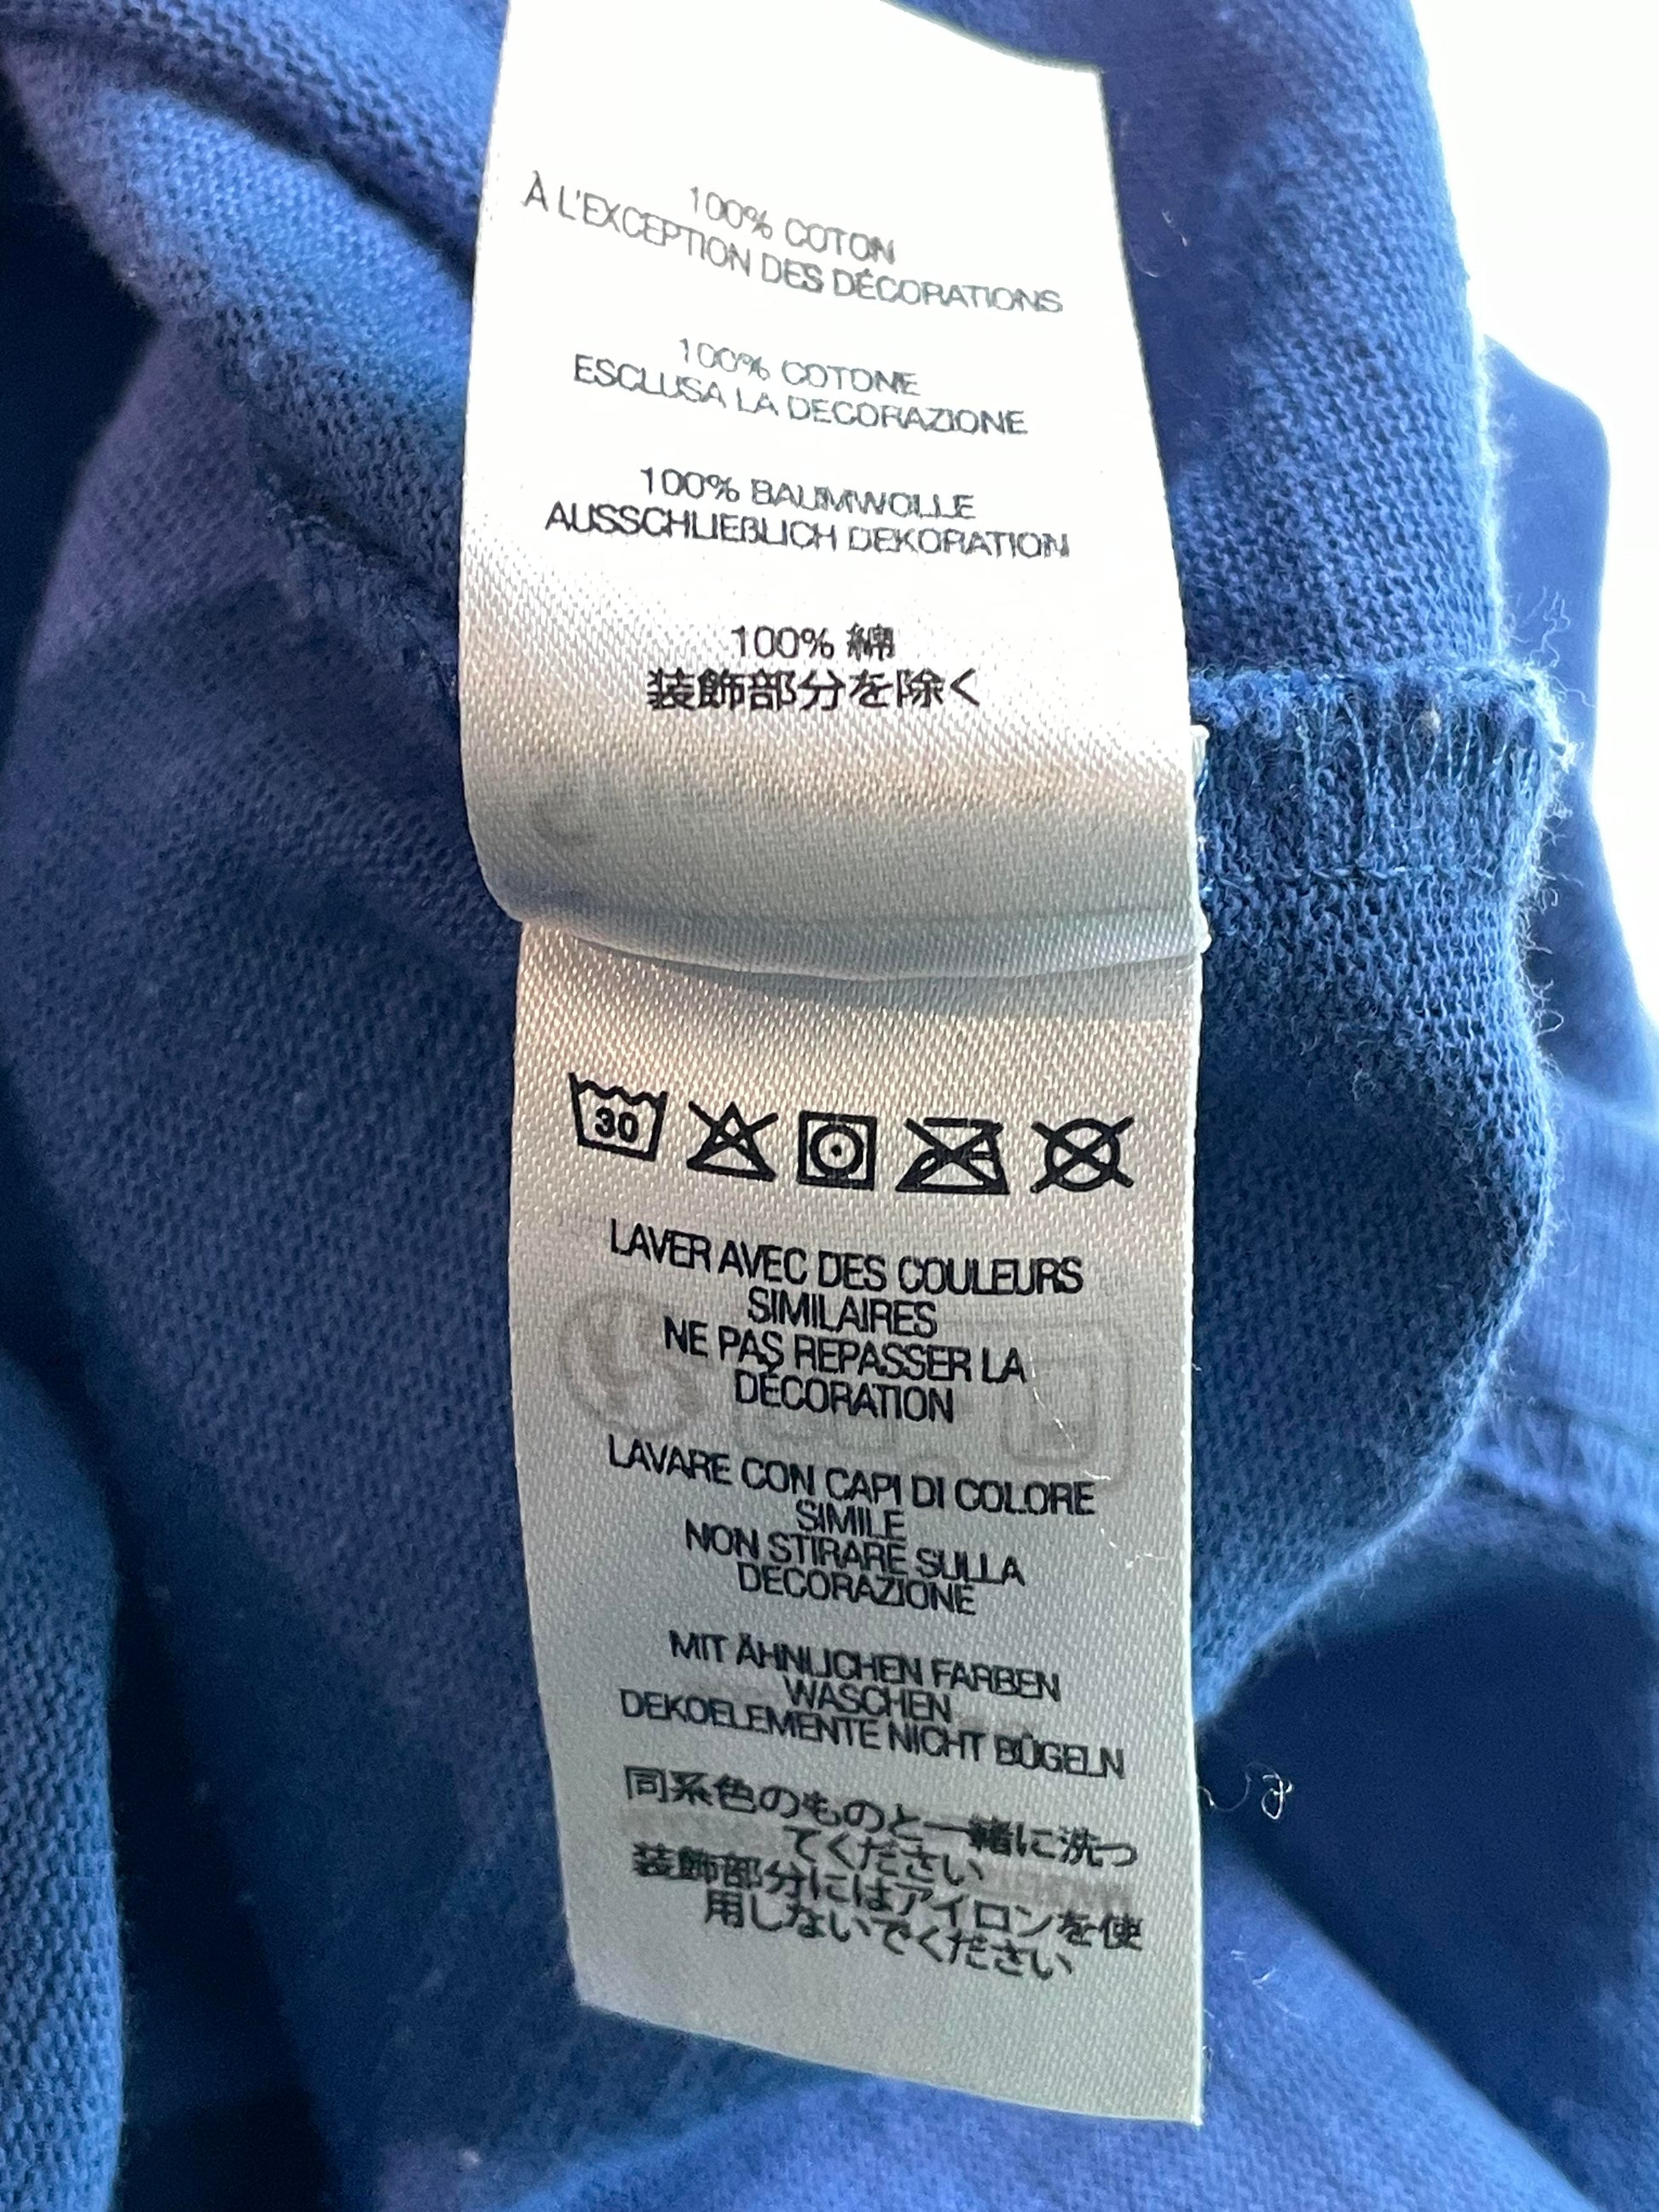 100% COTON
À L'EXCEPTION DES DÉCORATIONS
100% COTONE
ESCLUSA LA DECORAZIONE
100% BAUMWOLLE
AUSSCHLIEßLICH DEKORATION
100% 綿
装飾部分を除く
30
LAVER AVEC DES COULEURS
SIMILAIRES
NE PAS REPASSER LA
DÉCORATION
LAVARE CON CAPI DI COLORE
SIMILE
NON STIRARE SULLA
DECORAZIONE
MIT ÄHNLICHEN FARBEN
WASCHEN
DEKOELEMENTE NICHT BÜGELN
同系色のものと一緒に洗っ
てください
装飾部分にはアイロンを使
用しないでください